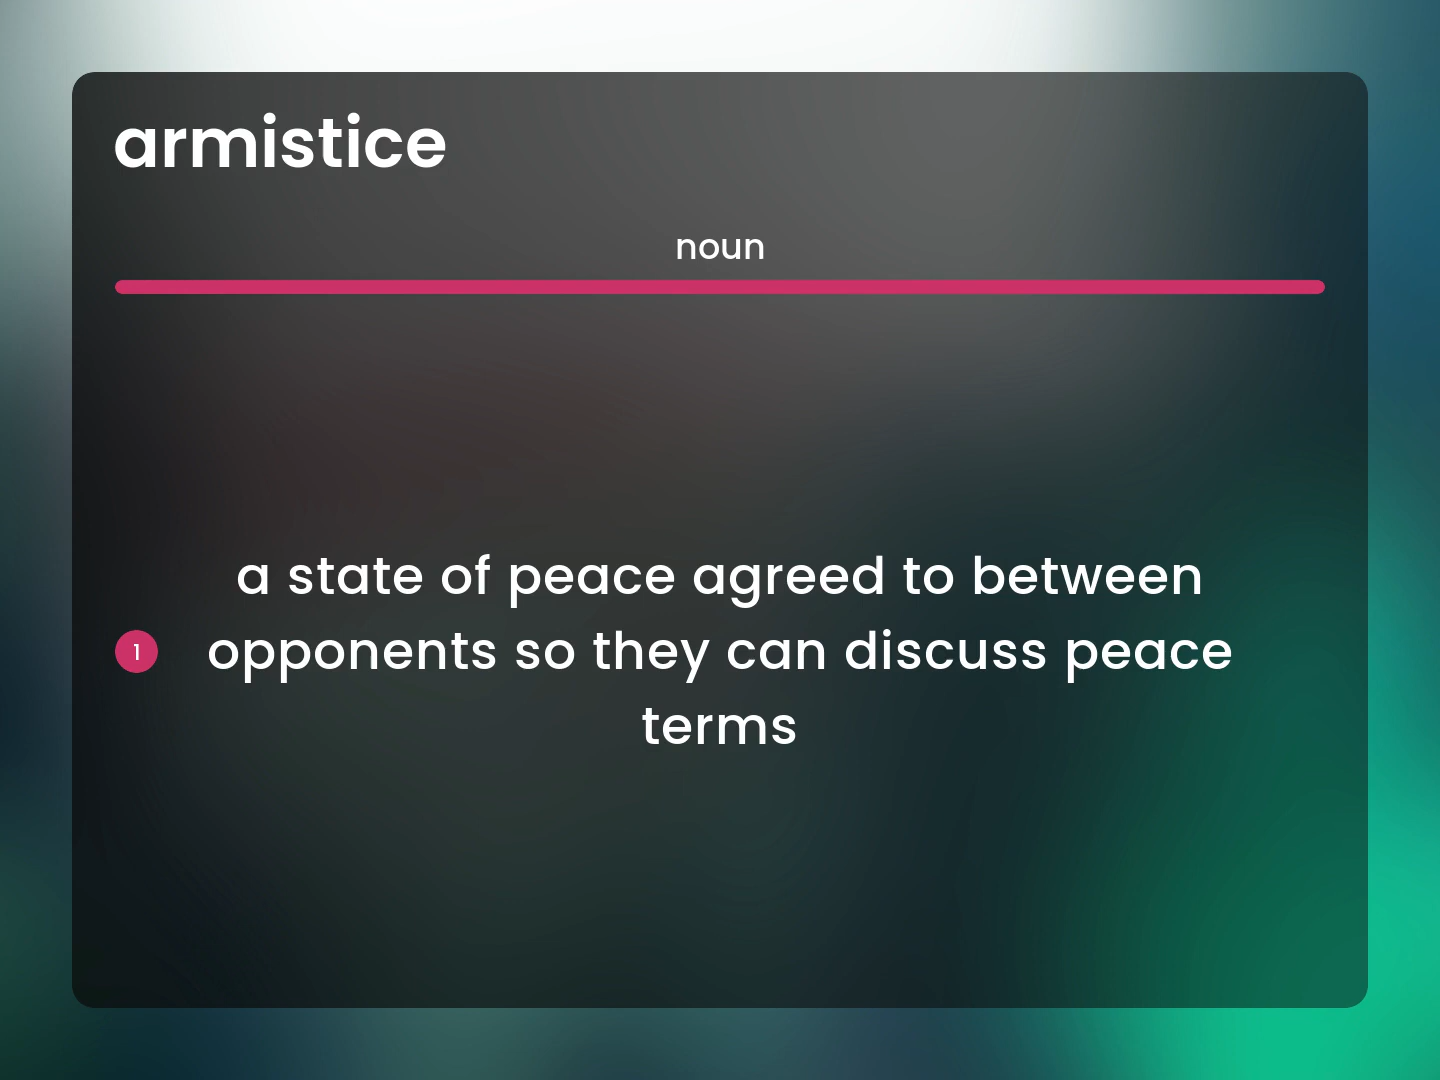 armistice
noun
a state of peace agreed to between
1 opponents so they can discuss peace
terms